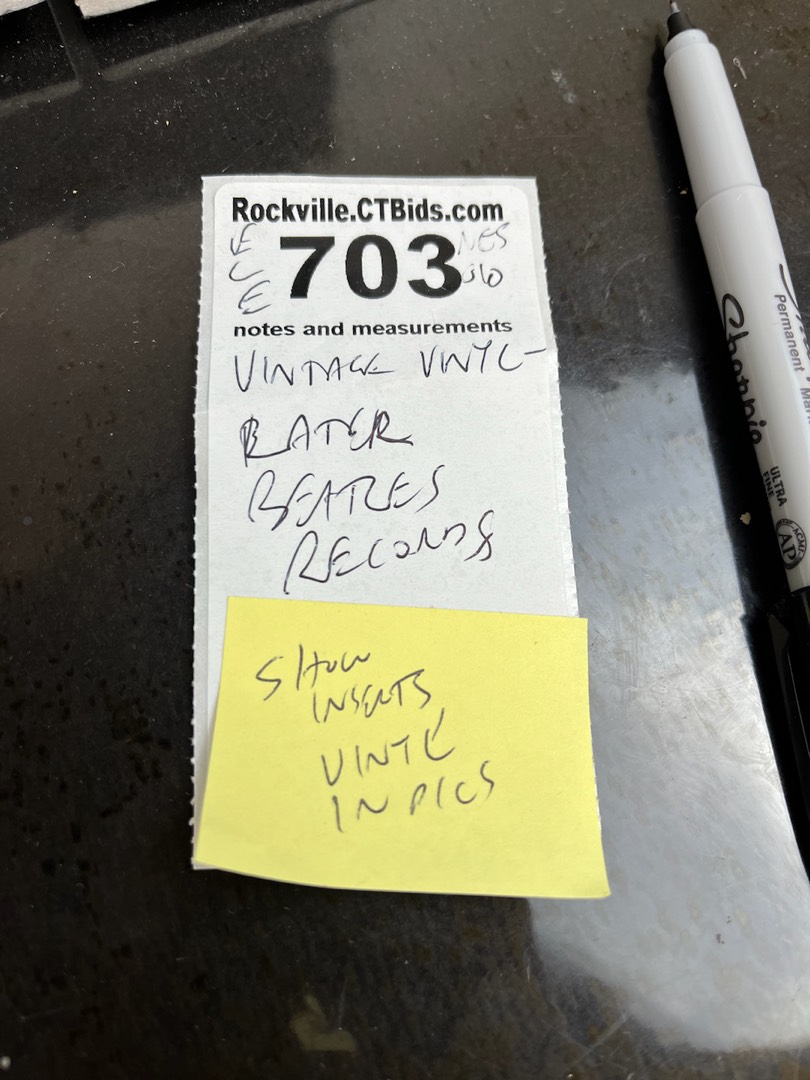 Rockville.CTBids.com
703
notes and measurements
VINTAGE VINYL-
BEATLES
RECORDS
SHOW
INSERTS
VINYL
IN PICS
Sharpie
Permanent
ULTRA
FINE
AP